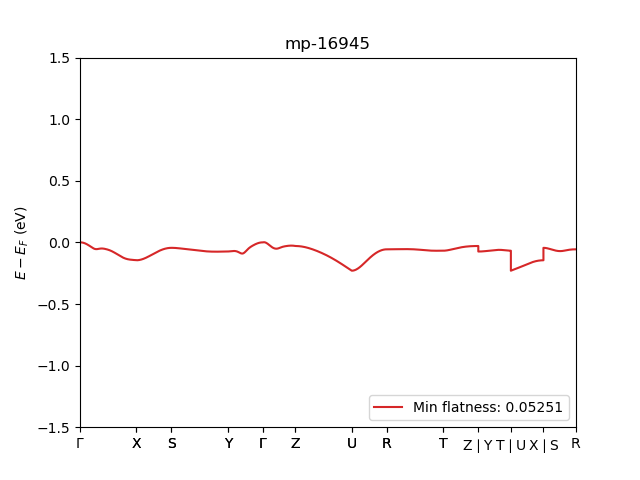 mp-16945
E − E_F (eV)
1.5
1.0
0.5
0.0
−0.5
−1.0
−1.5
Min flatness: 0.05251
Γ X S Y Γ Z U R T Z | Y T | U X | S R